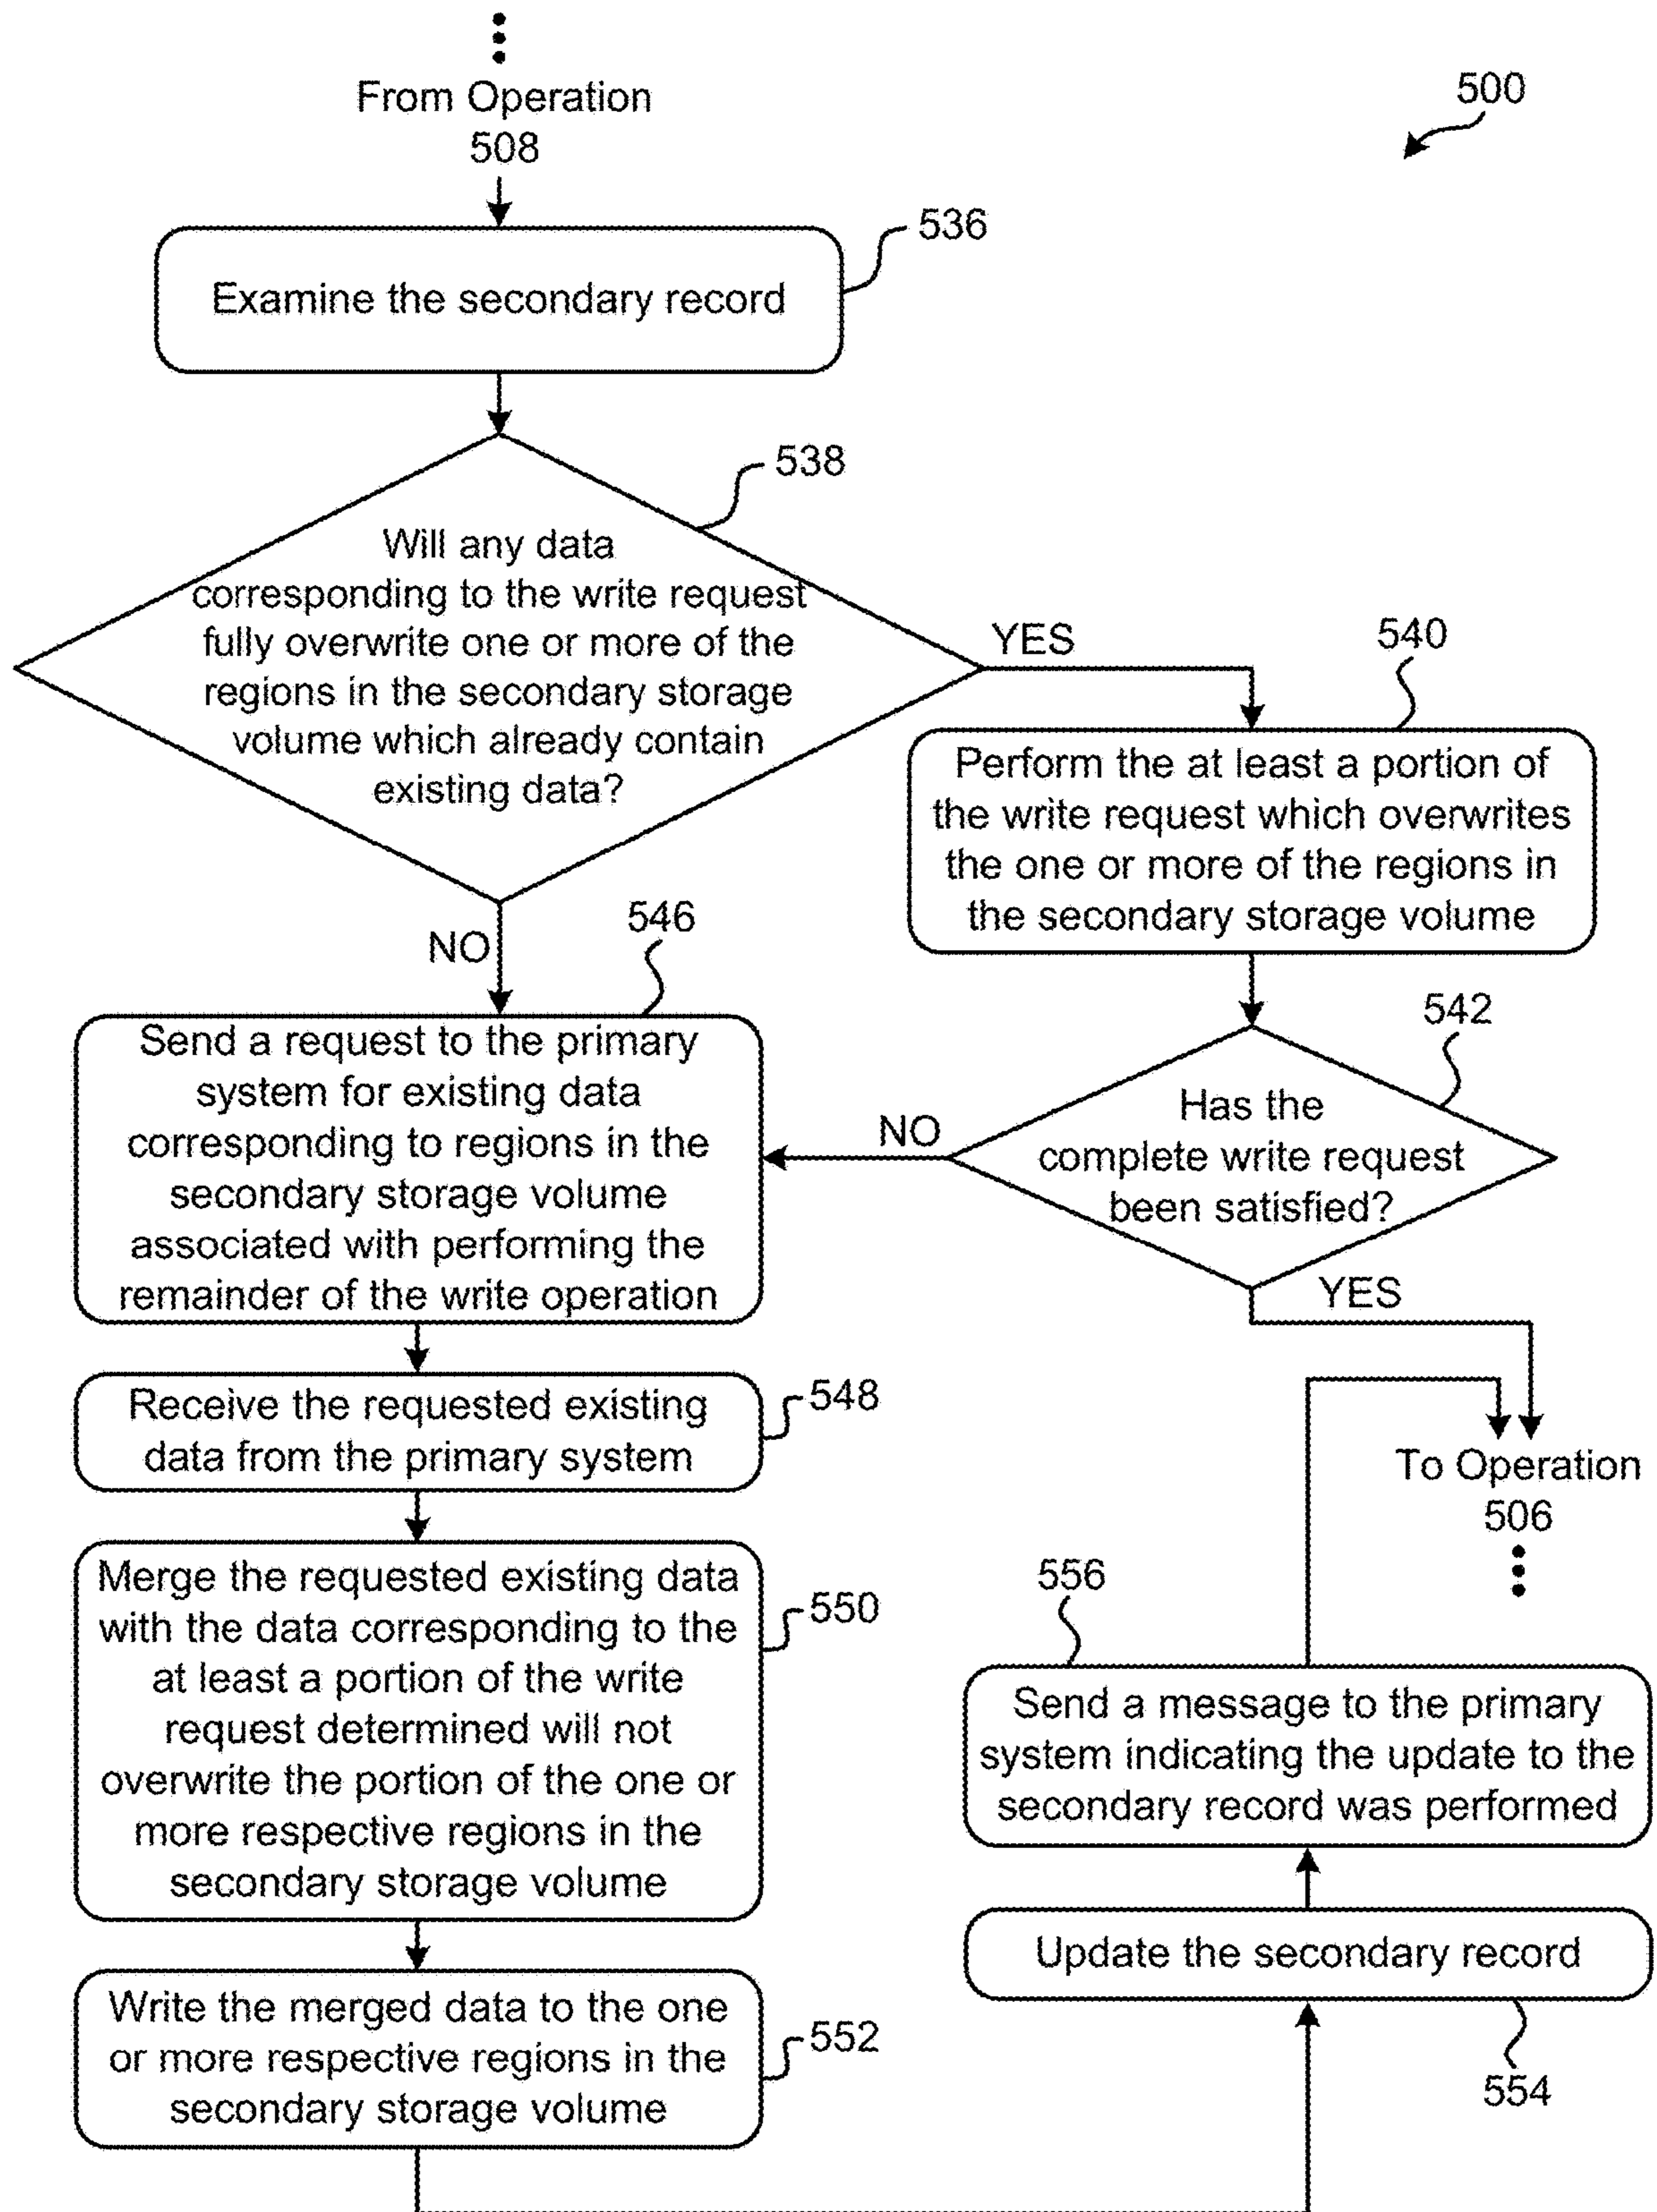 From Operation
508
500
536
Examine the secondary record
538
Will any data
corresponding to the write request
fully overwrite one or more of the
regions in the secondary storage
volume which already contain
existing data?
YES
540
Perform the at least a portion of
the write request which overwrites
the one or more of the regions in
the secondary storage volume
NO
546
Send a request to the primary
system for existing data
corresponding to regions in the
secondary storage volume
associated with performing the
remainder of the write operation
542
Has the
complete write request
been satisfied?
NO
YES
548
Receive the requested existing
data from the primary system
To Operation
506
550
Merge the requested existing data
with the data corresponding to the
at least a portion of the write
request determined will not
overwrite the portion of the one or
more respective regions in the
secondary storage volume
556
Send a message to the primary
system indicating the update to the
secondary record was performed
Update the secondary record
554
552
Write the merged data to the one
or more respective regions in the
secondary storage volume